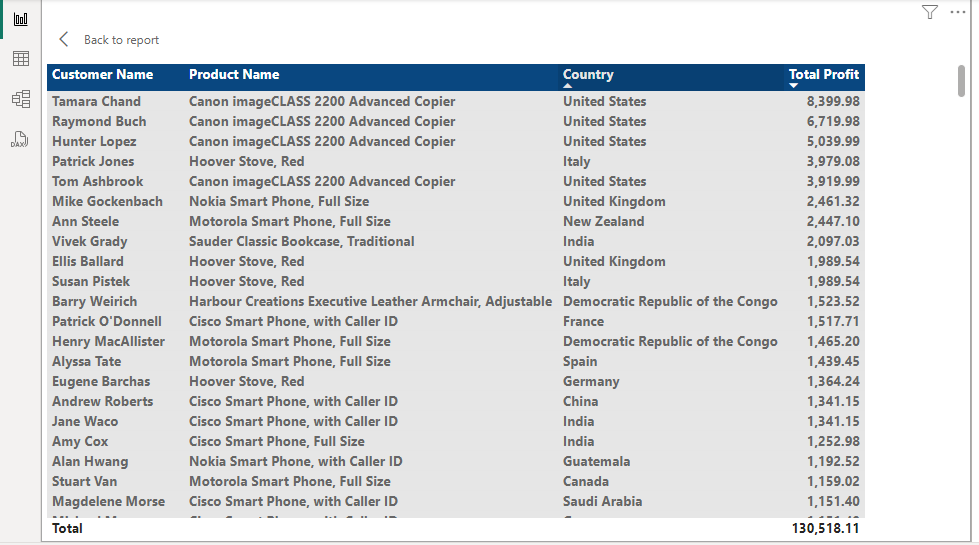 Back to report
Customer Name Product Name Country Total Profit
Tamara Chand Canon imageCLASS 2200 Advanced Copier United States 8,399.98
Raymond Buch Canon imageCLASS 2200 Advanced Copier United States 6,719.98
Hunter Lopez Canon imageCLASS 2200 Advanced Copier United States 5,039.99
Patrick Jones Hoover Stove, Red Italy 3,979.08
Tom Ashbrook Canon imageCLASS 2200 Advanced Copier United States 3,919.99
Mike Gockenbach Nokia Smart Phone, Full Size United Kingdom 2,461.32
Ann Steele Motorola Smart Phone, Full Size New Zealand 2,447.10
Vivek Grady Sauder Classic Bookcase, Traditional India 2,097.03
Ellis Ballard Hoover Stove, Red United Kingdom 1,989.54
Susan Pistek Hoover Stove, Red Italy 1,989.54
Barry Weirich Harbour Creations Executive Leather Armchair, Adjustable Democratic Republic of the Congo 1,523.52
Patrick O'Donnell Cisco Smart Phone, with Caller ID France 1,517.71
Henry MacAllister Motorola Smart Phone, Full Size Democratic Republic of the Congo 1,465.20
Alyssa Tate Motorola Smart Phone, Full Size Spain 1,439.45
Eugene Barchas Hoover Stove, Red Germany 1,364.24
Andrew Roberts Cisco Smart Phone, with Caller ID China 1,341.15
Jane Waco Cisco Smart Phone, with Caller ID India 1,341.15
Amy Cox Cisco Smart Phone, Full Size India 1,252.98
Alan Hwang Nokia Smart Phone, with Caller ID Guatemala 1,192.52
Stuart Van Motorola Smart Phone, Full Size Canada 1,159.02
Magdelene Morse Cisco Smart Phone, with Caller ID Saudi Arabia 1,151.40
Total 130,518.11
DAX